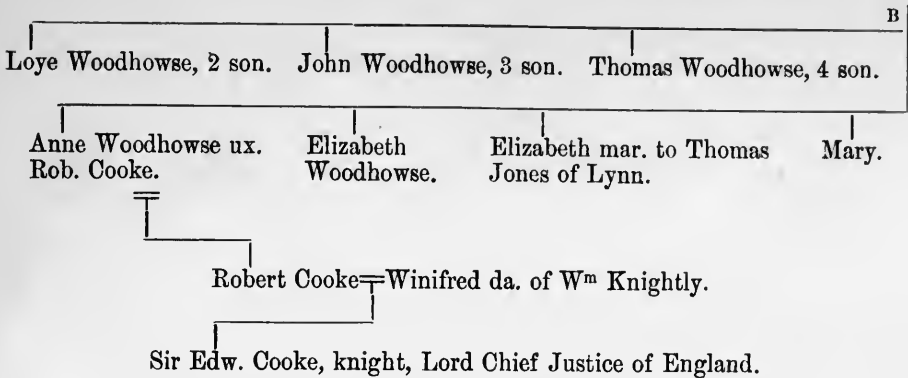 B
Loye Woodhowse, 2 son. John Woodhowse, 3 son. Thomas Woodhowse, 4 son.
Anne Woodhowse ux. Elizabeth Elizabeth mar. to Thomas Mary.
Rob. Cooke. Woodhowse. Jones of Lynn.
Robert Cooke=Winifred da. of Wᵐ Knightly.
Sir Edw. Cooke, knight, Lord Chief Justice of England.